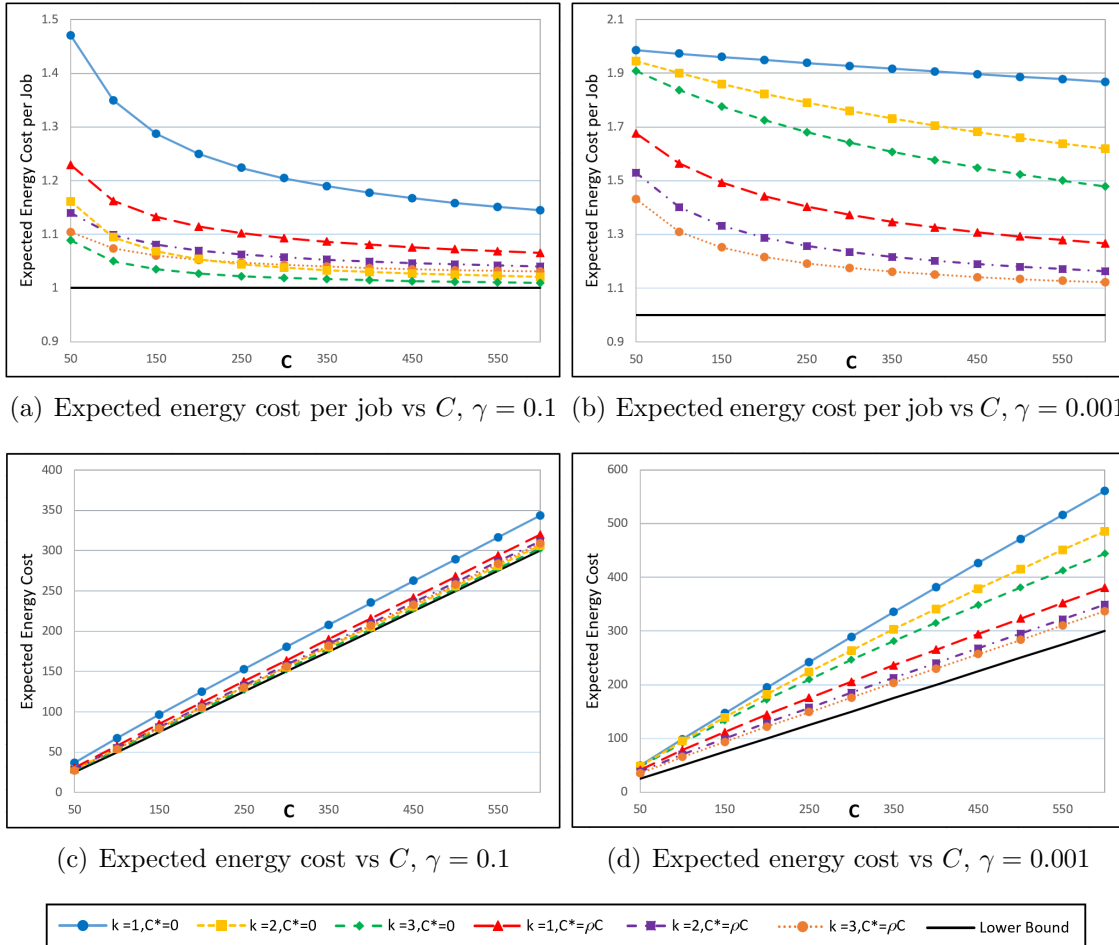 1.5
1.4
1.3
1.2
1.1
1
0.9
Expected Energy Cost per Job
50 150 250 350 450 550
C
2.1
1.9
1.7
1.5
1.3
1.1
0.9
Expected Energy Cost per Job
50 150 250 350 450 550
C
(a) Expected energy cost per job vs C, γ = 0.1
(b) Expected energy cost per job vs C, γ = 0.001
400
350
300
250
200
150
100
50
0
Expected Energy Cost
50 150 250 350 450 550
C
600
500
400
300
200
100
0
Expected Energy Cost
50 150 250 350 450 550
C
(c) Expected energy cost vs C, γ = 0.1
(d) Expected energy cost vs C, γ = 0.001
k =1,C*=0 k =2,C*=0 k =3,C*=0 k =1,C*=ρC k =2,C*=ρC k =3,C*=ρC Lower Bound